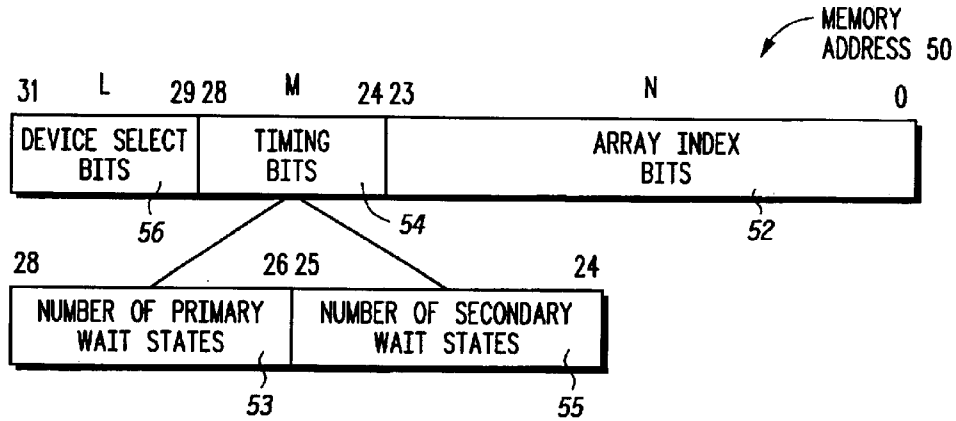 MEMORY
ADDRESS 50
31 L 29 28 M 24 23 N 0
DEVICE SELECT
BITS
TIMING
BITS
ARRAY INDEX
BITS
56
54
52
28 26 25 24
NUMBER OF PRIMARY
WAIT STATES
NUMBER OF SECONDARY
WAIT STATES
53
55